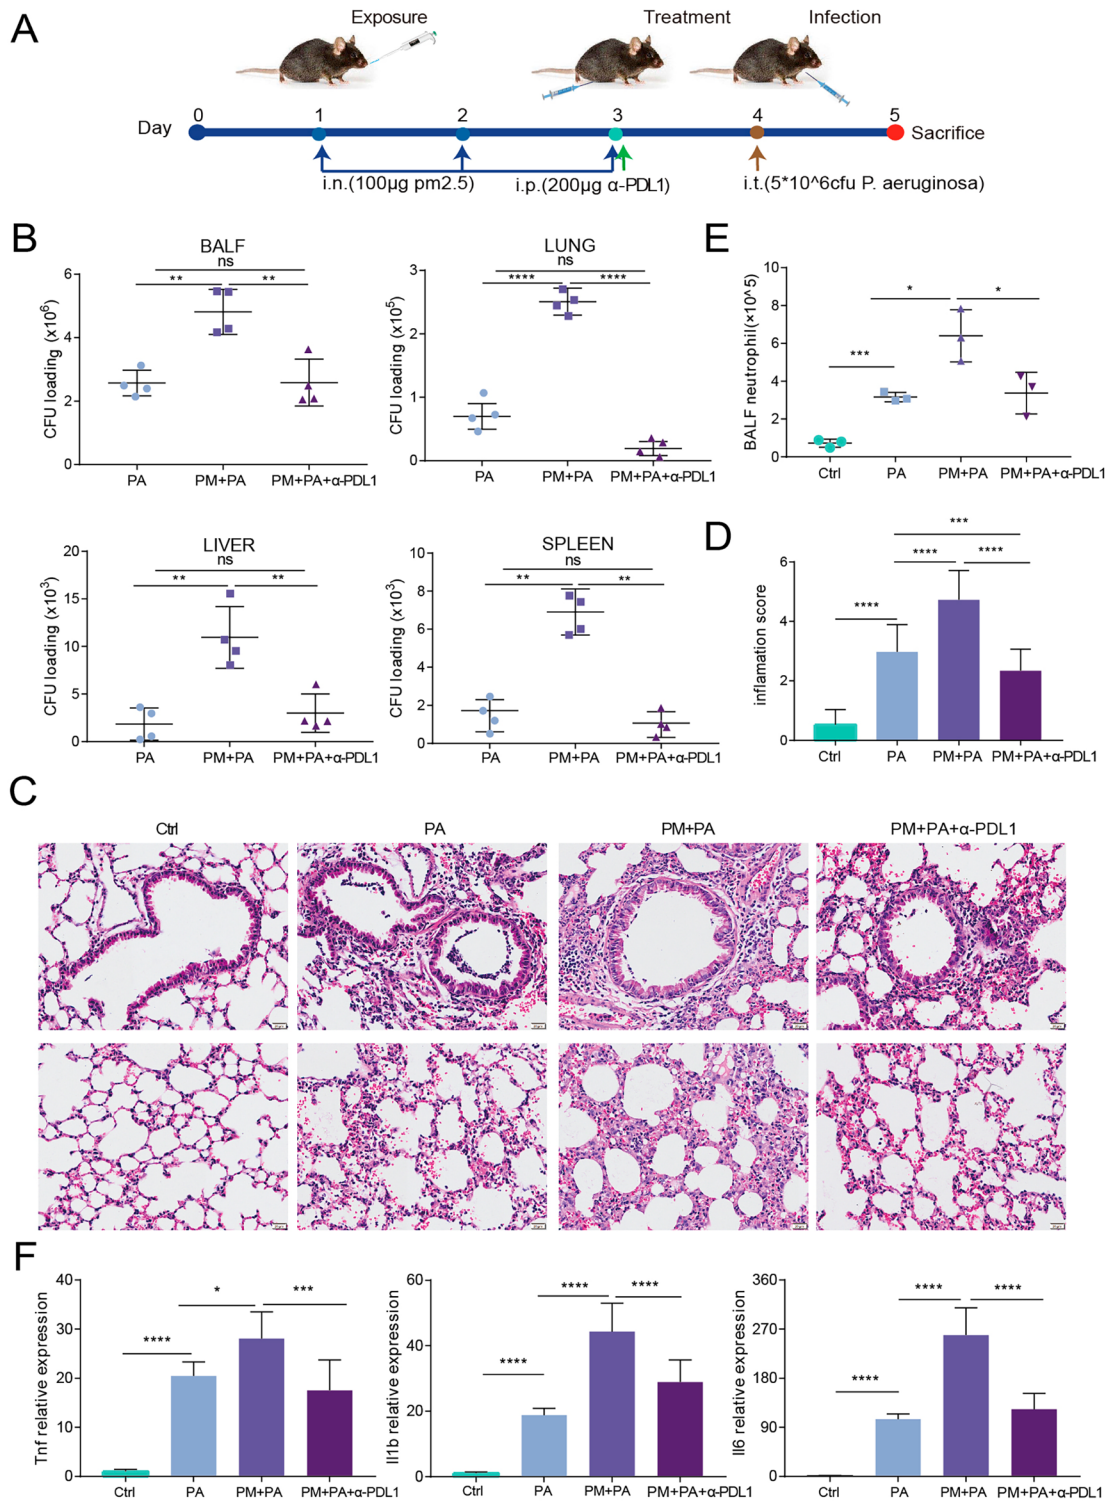 A
Exposure
Treatment
Infection
Day
0
1
2
3
4
5
Sacrifice
i.n.(100μg pm2.5)
i.p.(200μg α-PDL1)
i.t.(5*10^6cfu P. aeruginosa)
B
BALF
ns
** **
CFU loading (x10⁶)
6
4
2
0
PA PM+PA PM+PA+α-PDL1
LUNG
ns
**** ****
CFU loading (x10⁵)
3
2
1
0
PA PM+PA PM+PA+α-PDL1
LIVER
ns
** **
CFU loading (x10³)
20
15
10
5
0
PA PM+PA PM+PA+α-PDL1
SPLEEN
ns
** **
CFU loading (x10³)
10
8
6
4
2
0
PA PM+PA PM+PA+α-PDL1
E
BALF neutrophil(×10^5)
10
8
6
4
2
0
*** * *
Ctrl PA PM+PA PM+PA+α-PDL1
D
inflamation score
6
4
2
0
***
**** ****
****
Ctrl PA PM+PA PM+PA+α-PDL1
C
Ctrl PA PM+PA PM+PA+α-PDL1
F
Tnf relative expression
40
30
20
10
0
**** * ***
Ctrl PA PM+PA PM+PA+α-PDL1
Il1b relative expression
60
40
20
0
**** **** ****
Ctrl PA PM+PA PM+PA+α-PDL1
Il6 relative expression
360
270
180
90
0
**** **** ****
Ctrl PA PM+PA PM+PA+α-PDL1